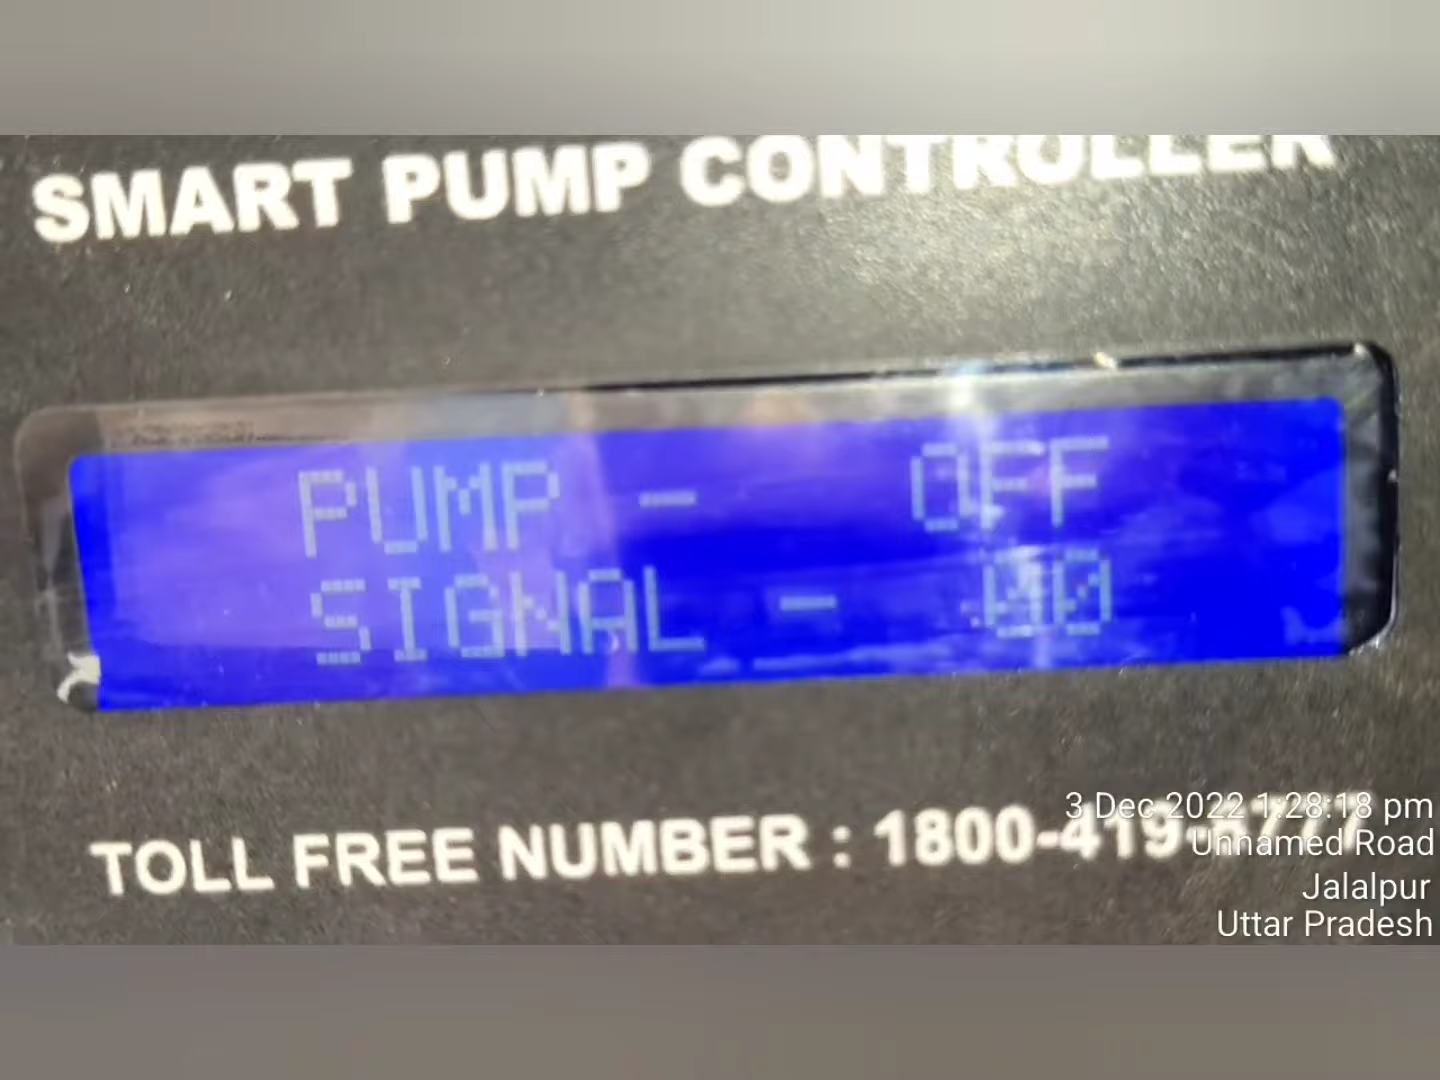 SMART PUMP CONTROLLER
PUMP - OFF
SIGNAL - 00
TOLL FREE NUMBER : 1800-419-
3 Dec 2022 1:28:18 pm
Unnamed Road
Jalalpur
Uttar Pradesh